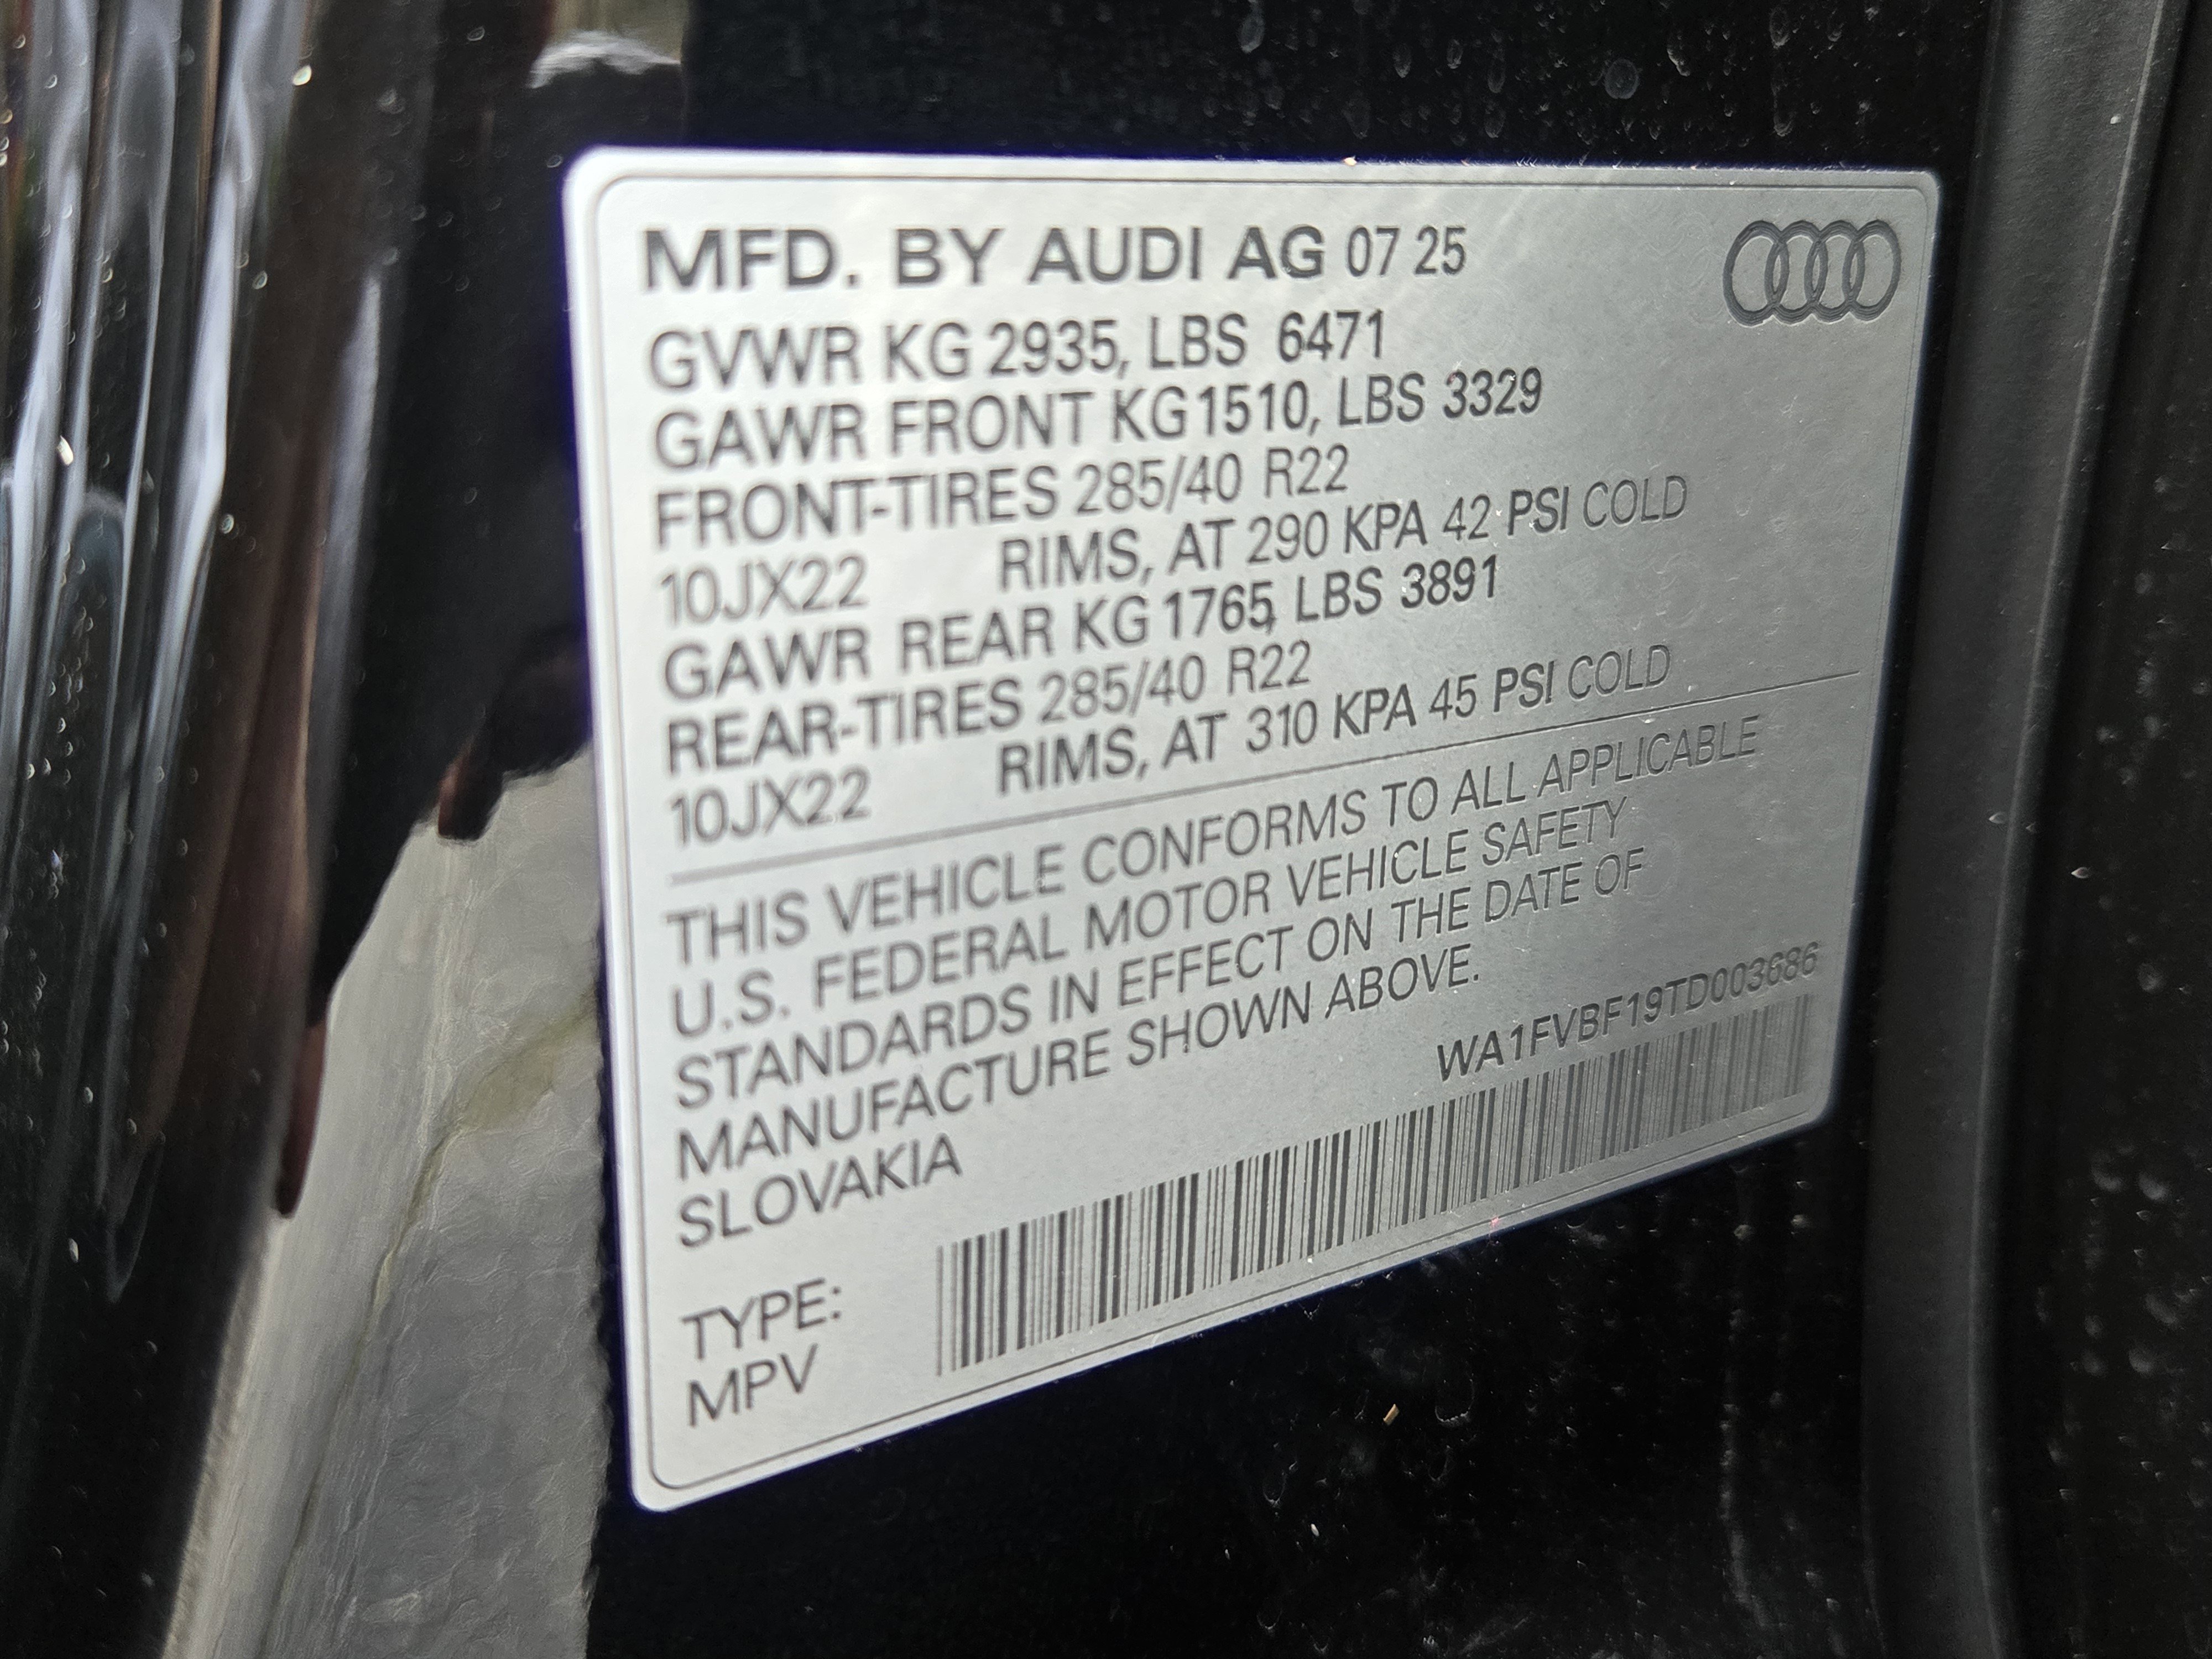 MFD. BY AUDI AG 07 25
GVWR KG 2935, LBS 6471
GAWR FRONT KG 1510, LBS 3329
FRONT-TIRES 285/40 R22
10JX22 RIMS, AT 290 KPA 42 PSI COLD
GAWR REAR KG 1765, LBS 3891
REAR-TIRES 285/40 R22
10JX22 RIMS, AT 310 KPA 45 PSI COLD
THIS VEHICLE CONFORMS TO ALL APPLICABLE
U.S. FEDERAL MOTOR VEHICLE SAFETY
STANDARDS IN EFFECT ON THE DATE OF
MANUFACTURE SHOWN ABOVE.
SLOVAKIA
WA1FVBF19TD003686
TYPE:
MPV